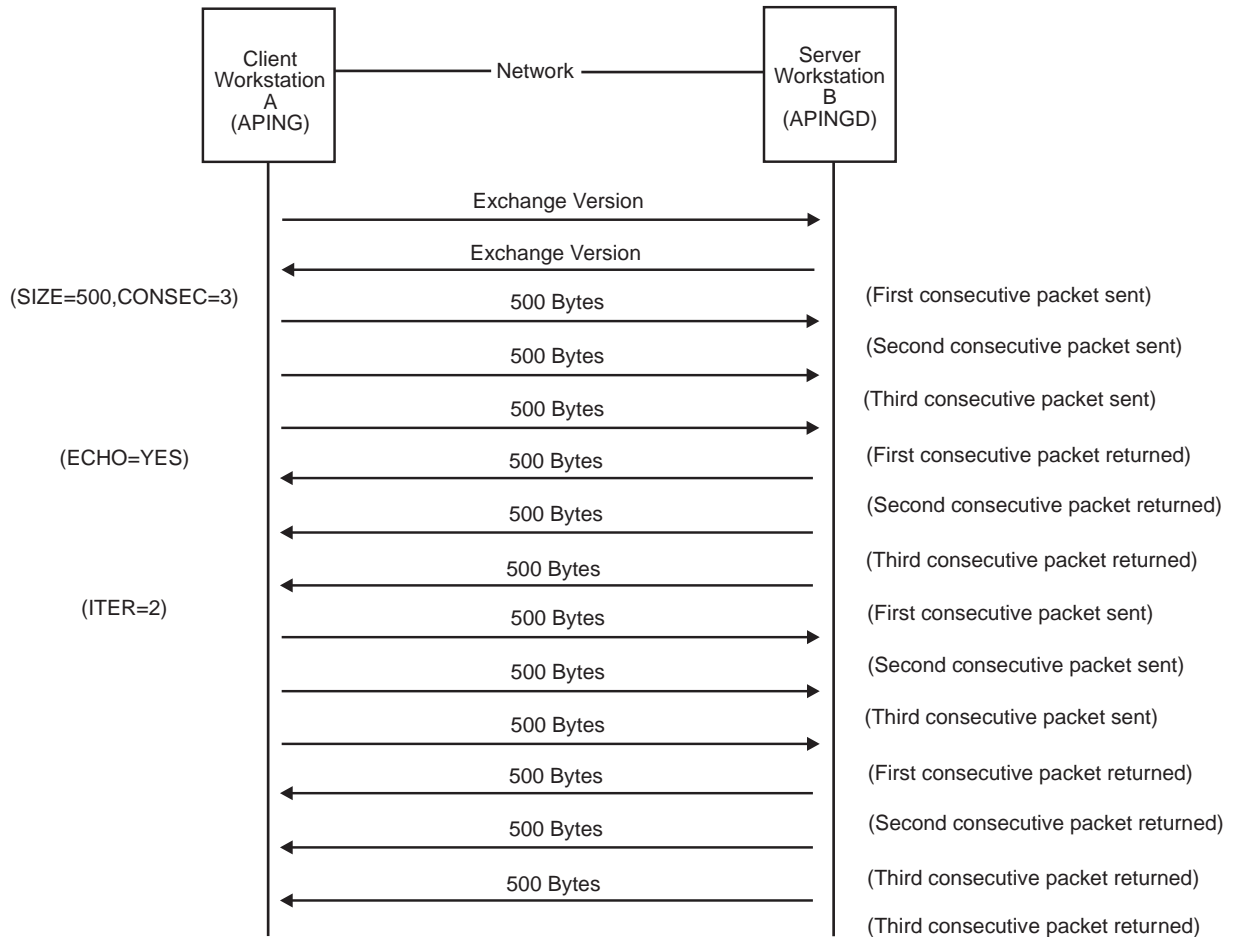 Client
Workstation
A
(APING)
Network
Server
Workstation
B
(APINGD)
Exchange Version
Exchange Version
(SIZE=500,CONSEC=3)
500 Bytes
(First consecutive packet sent)
500 Bytes
(Second consecutive packet sent)
500 Bytes
(Third consecutive packet sent)
(ECHO=YES)
500 Bytes
(First consecutive packet returned)
500 Bytes
(Second consecutive packet returned)
500 Bytes
(Third consecutive packet returned)
(ITER=2)
500 Bytes
(First consecutive packet sent)
500 Bytes
(Second consecutive packet sent)
500 Bytes
(Third consecutive packet sent)
500 Bytes
(First consecutive packet returned)
500 Bytes
(Second consecutive packet returned)
500 Bytes
(Third consecutive packet returned)
(Third consecutive packet returned)